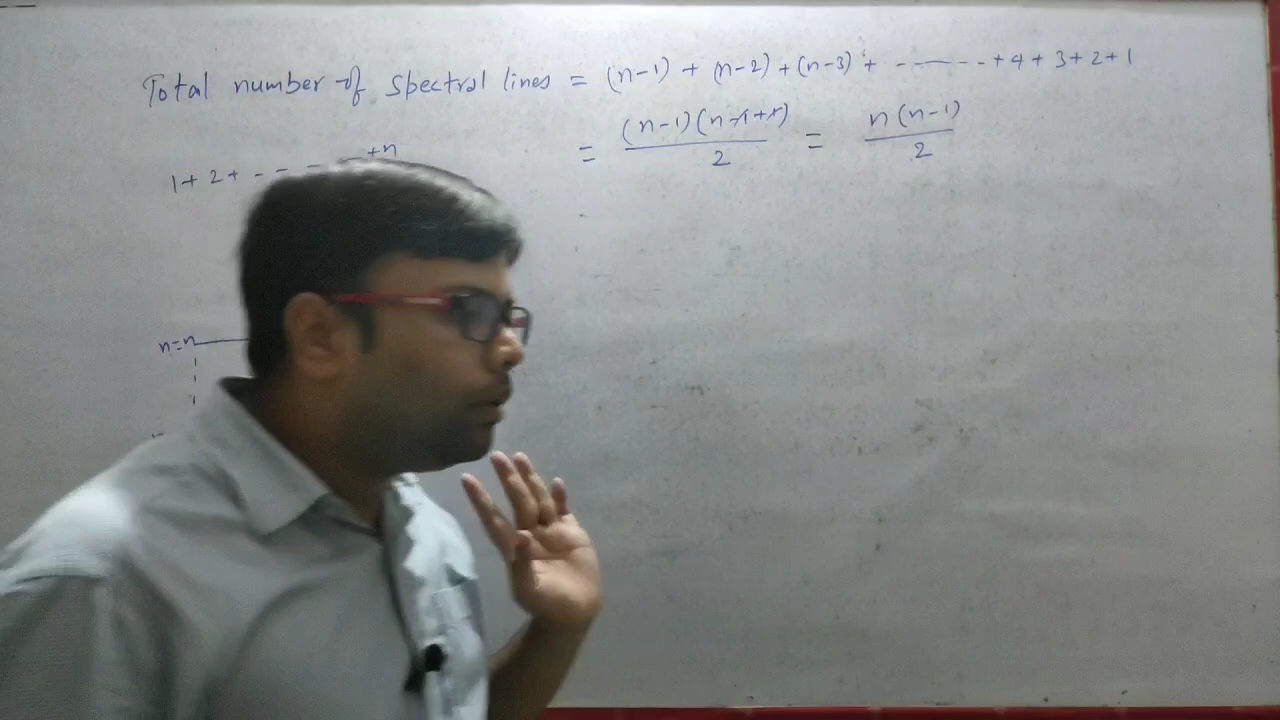 Total number of spectral lines = (n-1) + (n-2) + (n-3) + ------- + 4 + 3 + 2 + 1
= (n-1)(n-1+1)/2 = n(n-1)/2
1 + 2 + - - - - - +n
n=n